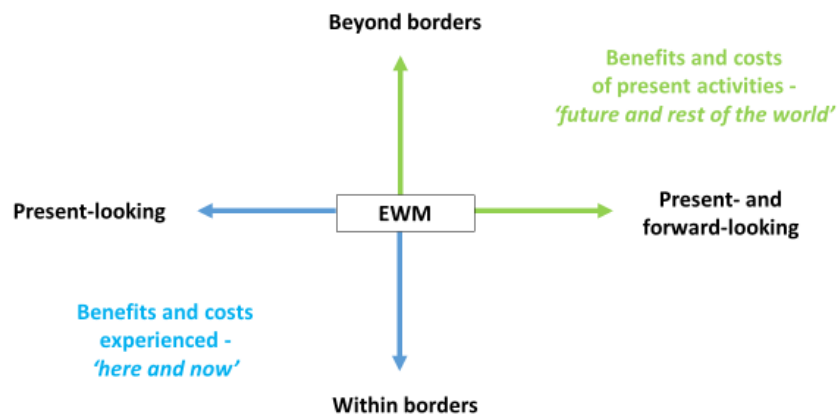 Beyond borders
Benefits and costs
of present activities -
‘future and rest of the world’
Present-looking
EWM
Present- and
forward-looking
Benefits and costs
experienced -
‘here and now’
Within borders